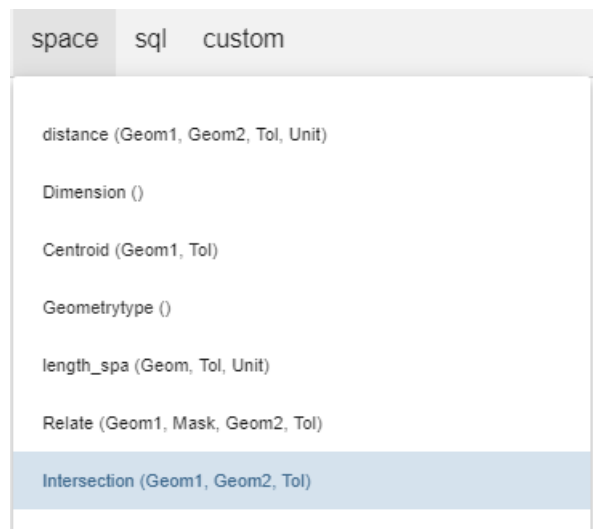 space sql custom
distance (Geom1, Geom2, Tol, Unit)
Dimension ()
Centroid (Geom1, Tol)
Geometrytype ()
length_spa (Geom, Tol, Unit)
Relate (Geom1, Mask, Geom2, Tol)
Intersection (Geom1, Geom2, Tol)